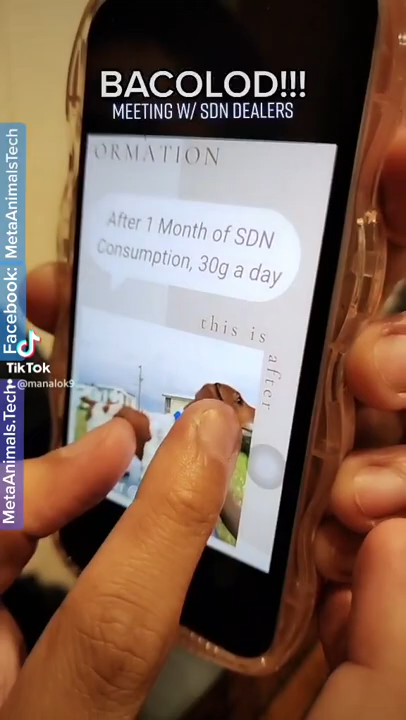 BACOLOD!!!
MEETING W/ SDN DEALERS
ORMATION
After 1 Month of SDN
Consumption, 30g a day
this is
after
MetaAnimals.Tech Facebook: MetaAnimalsTech
TikTok
@manalok9